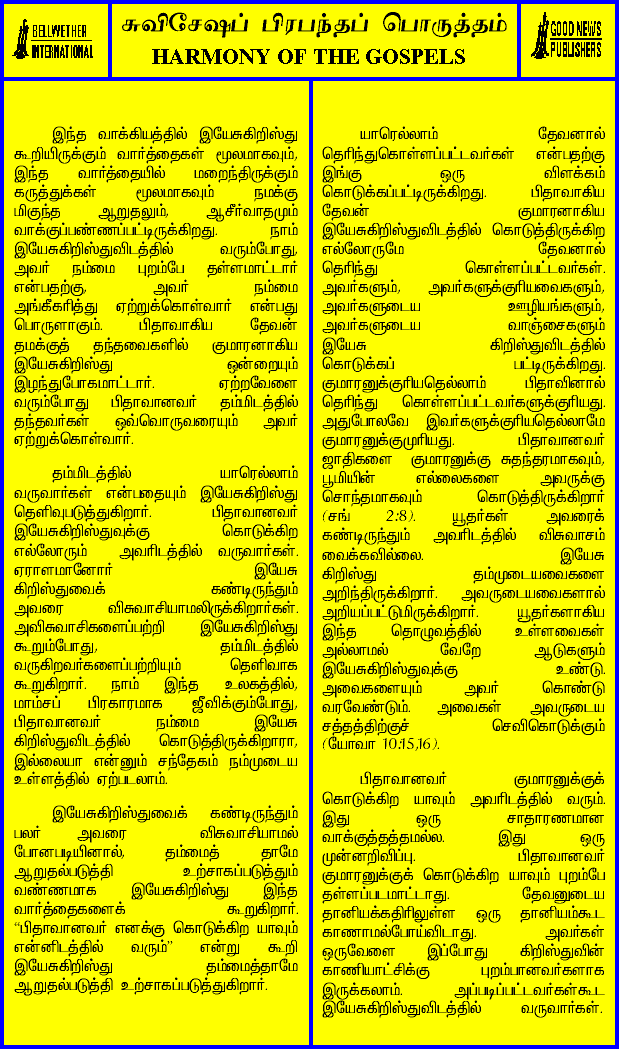 BELLWETHER
INTERNATIONAL
சுவிசேஷப் பிரபந்தப் பொருத்தம்
HARMONY OF THE GOSPELS
GOOD NEWS
PUBLISHERS
இந்த வாக்கியத்தில் இயேசுகிறிஸ்து
கூறியிருக்கும் வார்த்தைகள் மூலமாகவும்,
இந்த வார்த்தையில் மறைந்திருக்கும்
கருத்துக்கள் மூலமாகவும் நமக்கு
மிகுந்த ஆறுதலும், ஆசீர்வாதமும்
வாக்குப்பண்ணப்பட்டிருக்கிறது. நாம்
இயேசுகிறிஸ்துவிடத்தில் வரும்போது,
அவர் நம்மை புறம்பே தள்ளமாட்டார்
என்பதற்கு, அவர் நம்மை
அங்கீகரித்து ஏற்றுக்கொள்வார் என்பது
பொருளாகும். பிதாவாகிய தேவன்
தமக்குத் தந்தவைகளில் குமாரனாகிய
இயேசுகிறிஸ்து ஒன்றையும்
இழந்துபோகமாட்டார். ஏற்றவேளை
வரும்போது பிதாவானவர் தம்மிடத்தில்
தந்தவர்கள் ஒவ்வொருவரையும் அவர்
ஏற்றுக்கொள்வார்.
தம்மிடத்தில் யாரெல்லாம்
வருவார்கள் என்பதையும் இயேசுகிறிஸ்து
தெளிவுபடுத்துகிறார். பிதாவானவர்
இயேசுகிறிஸ்துவுக்கு கொடுக்கிற
எல்லோரும் அவரிடத்தில் வருவார்கள்.
ஏராளமானோர் இயேசு
கிறிஸ்துவைக் கண்டிருந்தும்
அவரை விசுவாசியாமலிருக்கிறார்கள்.
அவிசுவாசிகளைப்பற்றி இயேசுகிறிஸ்து
கூறும்போது, தம்மிடத்தில்
வருகிறவர்களைப்பற்றியும் தெளிவாக
கூறுகிறார். நாம் இந்த உலகத்தில்,
மாம்சப் பிரகாரமாக ஜீவிக்கும்போது,
பிதாவானவர் நம்மை இயேசு
கிறிஸ்துவிடத்தில் கொடுத்திருக்கிறாரா,
இல்லையா என்னும் சந்தேகம் நம்முடைய
உள்ளத்தில் ஏற்படலாம்.
இயேசுகிறிஸ்துவைக் கண்டிருந்தும்
பலர் அவரை விசுவாசியாமல்
போனபடியினால், தம்மைத் தாமே
ஆறுதல்படுத்தி உற்சாகப்படுத்தும்
வண்ணமாக இயேசுகிறிஸ்து இந்த
வார்த்தைகளைக் கூறுகிறார்.
“பிதாவானவர் எனக்கு கொடுக்கிற யாவும்
என்னிடத்தில் வரும்” என்று கூறி
இயேசுகிறிஸ்து தம்மைத்தாமே
ஆறுதல்படுத்தி உற்சாகப்படுத்துகிறார்.
யாரெல்லாம் தேவனால்
தெரிந்துகொள்ளப்பட்டவர்கள் என்பதற்கு
இங்கு ஒரு விளக்கம்
கொடுக்கப்பட்டிருக்கிறது. பிதாவாகிய
தேவன் குமாரனாகிய
இயேசுகிறிஸ்துவிடத்தில் கொடுத்திருக்கிற
எல்லோருமே தேவனால்
தெரிந்து கொள்ளப்பட்டவர்கள்.
அவர்களும், அவர்களுக்குரியவைகளும்,
அவர்களுடைய ஊழியங்களும்,
அவர்களுடைய வாஞ்சைகளும்
இயேசு கிறிஸ்துவிடத்தில்
கொடுக்கப் பட்டிருக்கிறது.
குமாரனுக்குரியதெல்லாம் பிதாவினால்
தெரிந்து கொள்ளப்பட்டவர்களுக்குரியது.
அதுபோலவே இவர்களுக்குரியதெல்லாமே
குமாரனுக்குமுரியது. பிதாவானவர்
ஜாதிகளை குமாரனுக்கு சுதந்தரமாகவும்,
பூமியின் எல்லைகளை அவருக்கு
சொந்தமாகவும் கொடுத்திருக்கிறார்
(சங் 2:8). யூதர்கள் அவரைக்
கண்டிருந்தும் அவரிடத்தில் விசுவாசம்
வைக்கவில்லை. இயேசு
கிறிஸ்து தம்முடையவைகளை
அறிந்திருக்கிறார். அவருடையவைகளால்
அறியப்பட்டுமிருக்கிறார். யூதர்களாகிய
இந்த தொழுவத்தில் உள்ளவைகள்
அல்லாமல் வேறே ஆடுகளும்
இயேசுகிறிஸ்துவுக்கு உண்டு.
அவைகளையும் அவர் கொண்டு
வரவேண்டும். அவைகள் அவருடைய
சத்தத்திற்குச் செவிகொடுக்கும்
(யோவா 10:15,16).
பிதாவானவர் குமாரனுக்குக்
கொடுக்கிற யாவும் அவரிடத்தில் வரும்.
இது ஒரு சாதாரணமான
வாக்குத்தத்தமல்ல. இது ஒரு
முன்னறிவிப்பு. பிதாவானவர்
குமாரனுக்குக் கொடுக்கிற யாவும் புறம்பே
தள்ளப்படமாட்டாது. தேவனுடைய
தானியக்கதிரிலுள்ள ஒரு தானியம்கூட
காணாமல்போய்விடாது. அவர்கள்
ஒருவேளை இப்போது கிறிஸ்துவின்
காணியாட்சிக்கு புறம்பானவர்களாக
இருக்கலாம். அப்படிப்பட்டவர்கள்கூட
இயேசுகிறிஸ்துவிடத்தில் வருவார்கள்.